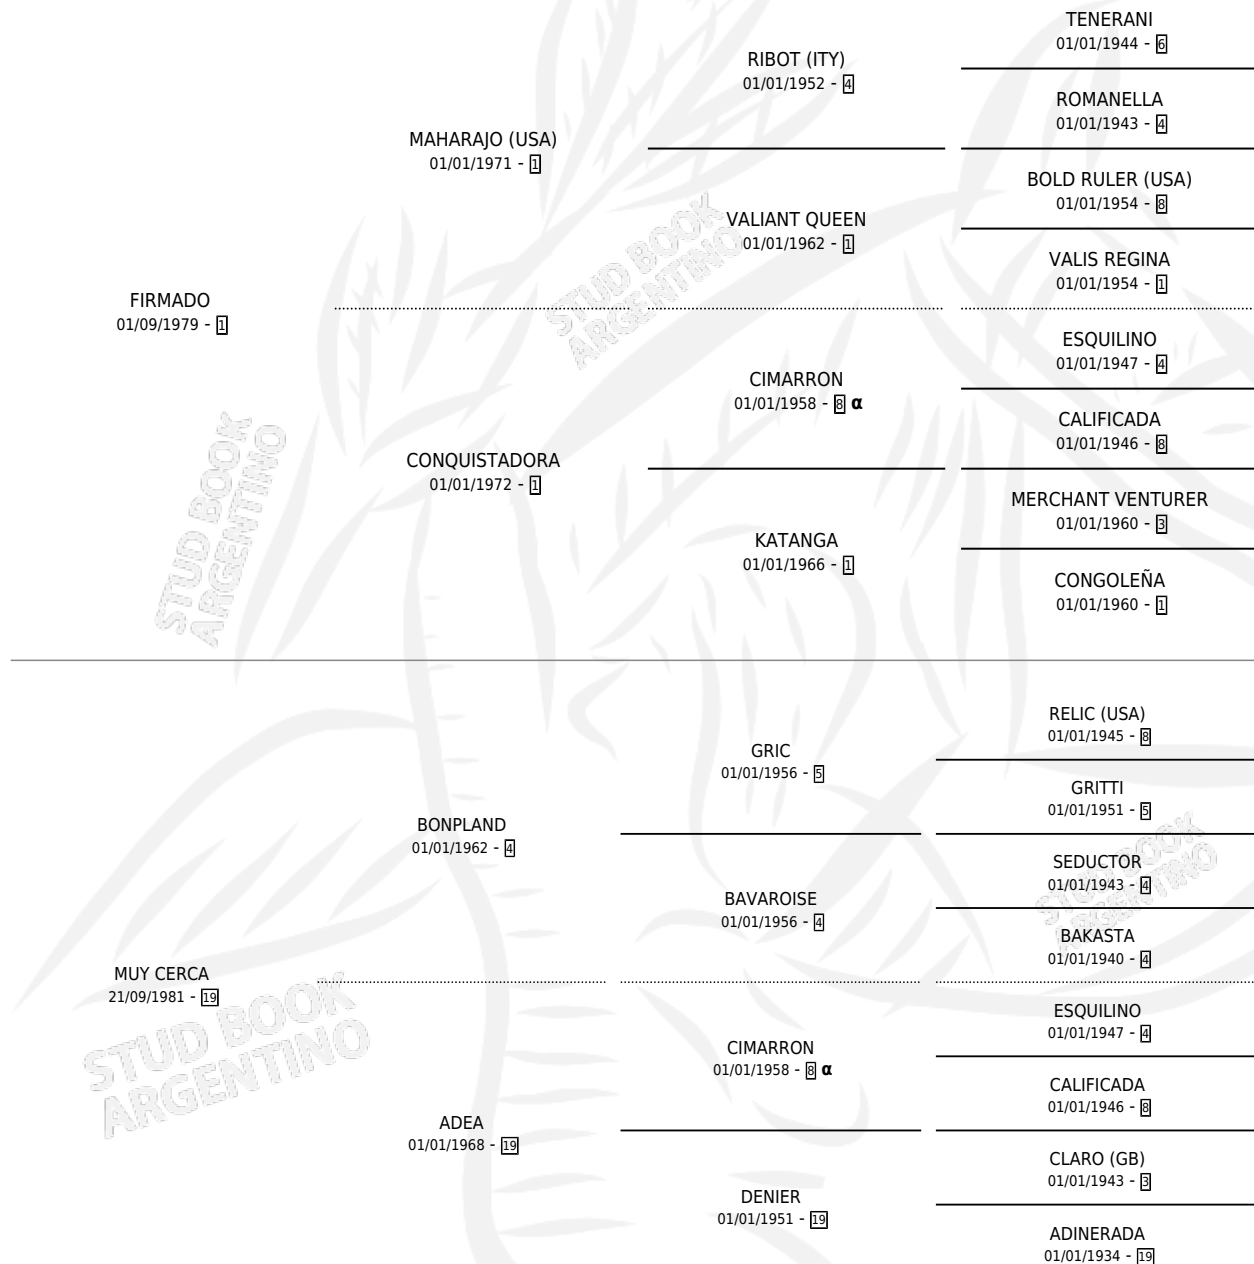 TENERANI
01/01/1944 - 6
RIBOT (ITY)
01/01/1952 - 4
ROMANELLA
01/01/1943 - 4
MAHARAJO (USA)
01/01/1971 - 1
BOLD RULER (USA)
01/01/1954 - 8
VALIANT QUEEN
01/01/1962 - 1
VALIS REGINA
01/01/1954 - 1
STUD BOOK
ARGENTINO
FIRMADO
01/09/1979 - 1
ESQUILINO
01/01/1947 - 4
CIMARRON
01/01/1958 - 8 α
CALIFICADA
01/01/1946 - 8
CONQUISTADORA
01/01/1972 - 1
MERCHANT VENTURER
01/01/1960 - 3
KATANGA
01/01/1966 - 1
CONGOLEÑA
01/01/1960 - 1
STUD BOOK
ARGENTINO
RELIC (USA)
01/01/1945 - 8
GRIC
01/01/1956 - 5
GRITTI
01/01/1951 - 5
BONPLAND
01/01/1962 - 4
SEDUCTOR
01/01/1943 - 4
BAVAROISE
01/01/1956 - 4
BAKASTA
01/01/1940 - 4
STUD BOOK
ARGENTINO
MUY CERCA
21/09/1981 - 19
STUD BOOK
ARGENTINO
ESQUILINO
01/01/1947 - 4
CIMARRON
01/01/1958 - 8 α
CALIFICADA
01/01/1946 - 8
ADEA
01/01/1968 - 19
CLARO (GB)
01/01/1943 - 3
DENIER
01/01/1951 - 19
ADINERADA
01/01/1934 - 19